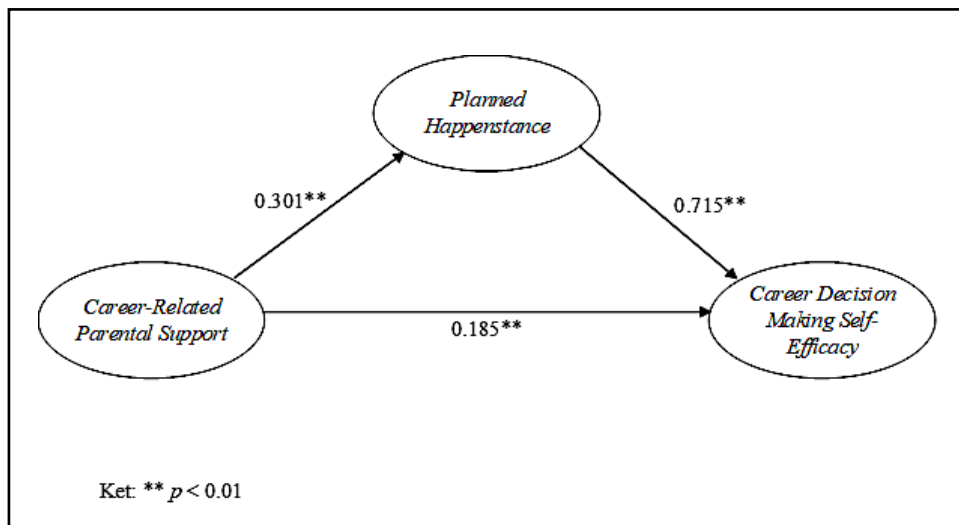 Planned
Happenstance
0.301**
0.715**
Career-Related
Parental Support
0.185**
Career Decision
Making Self-
Efficacy
Ket: ** p < 0.01